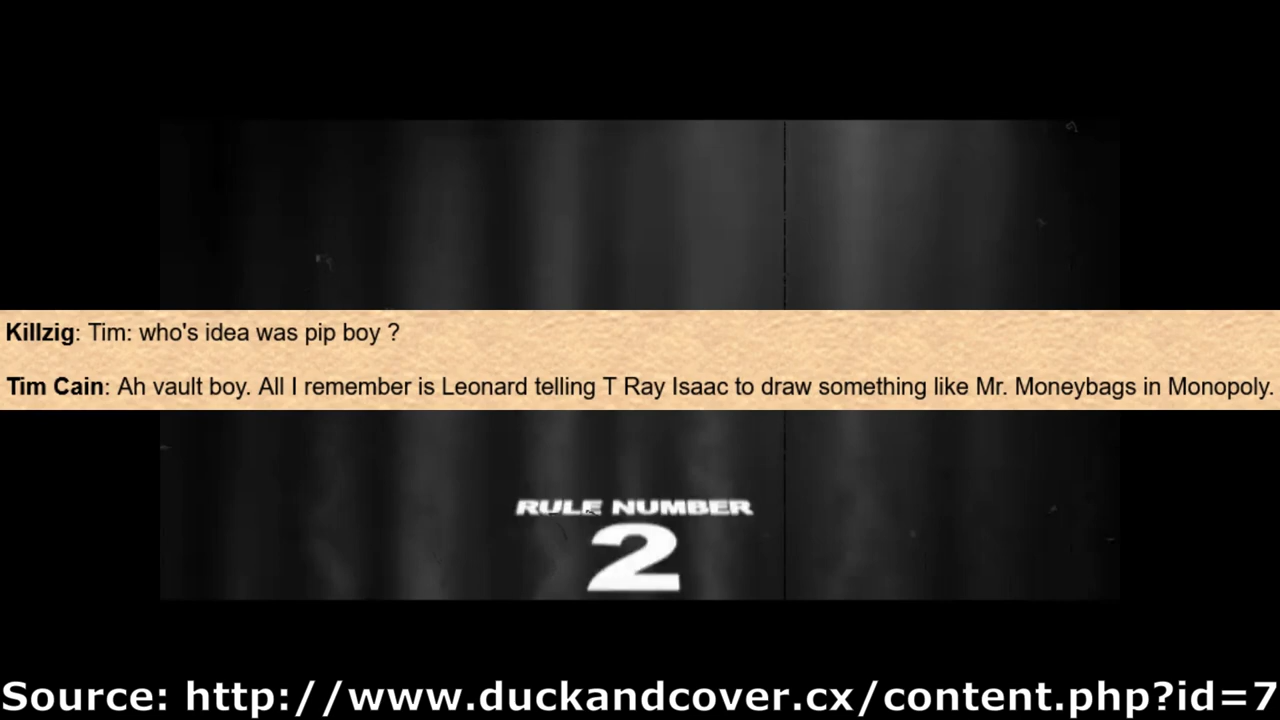 Killzig: Tim: who's idea was pip boy ?
Tim Cain: Ah vault boy. All I remember is Leonard telling T Ray Isaac to draw something like Mr. Moneybags in Monopoly.
RULE NUMBER
2
Source: http://www.duckandcover.cx/content.php?id=7